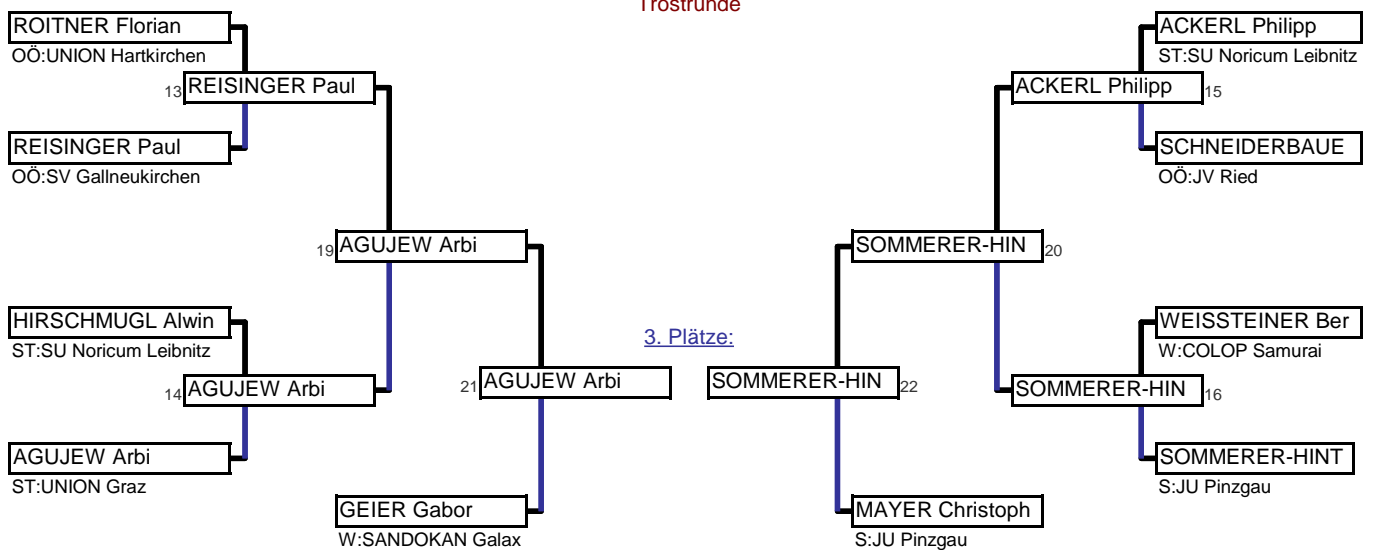 Trostrunde
ROITNER Florian
OÖ:UNION Hartkirchen
13 REISINGER Paul
REISINGER Paul
OÖ:SV Gallneukirchen
19 AGUJEW Arbi
HIRSCHMUGL Alwin
ST:SU Noricum Leibnitz
14 AGUJEW Arbi
21 AGUJEW Arbi
AGUJEW Arbi
ST:UNION Graz
GEIER Gabor
W:SANDOKAN Galax
3. Plätze:
ACKERL Philipp
ST:SU Noricum Leibnitz
ACKERL Philipp 15
SCHNEIDERBAUE
OÖ:JV Ried
SOMMERER-HIN 20
WEISSTEINER Ber
W:COLOP Samurai
SOMMERER-HIN 22
SOMMERER-HIN 16
SOMMERER-HINT
S:JU Pinzgau
MAYER Christoph
S:JU Pinzgau